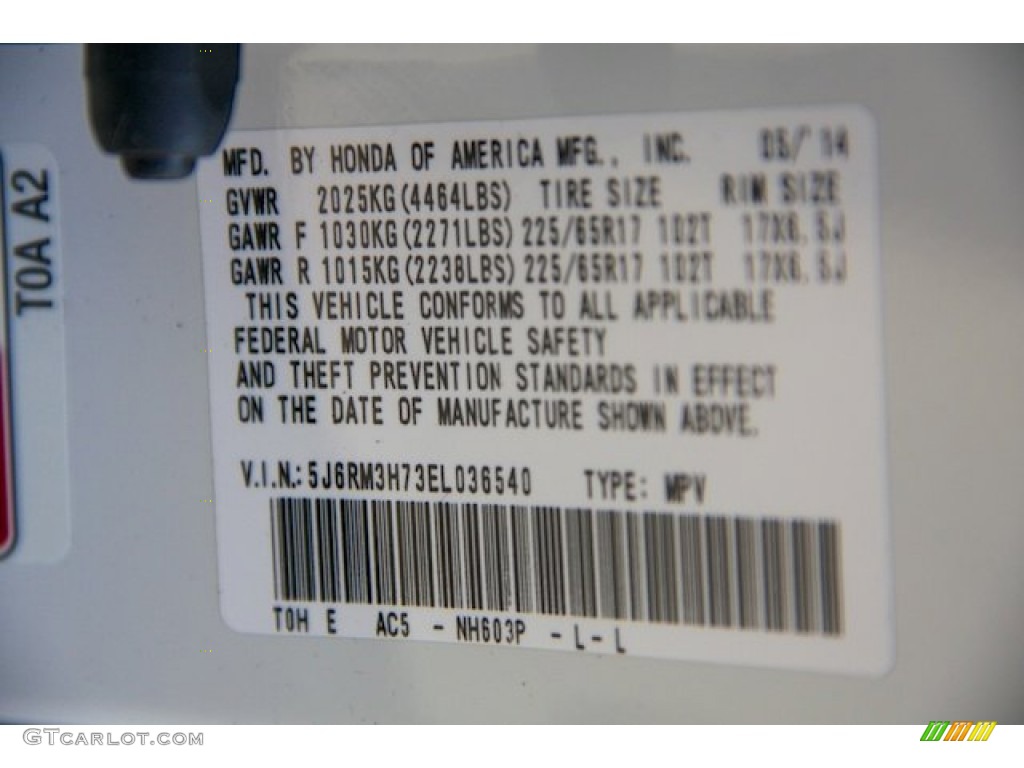 MFD. BY HONDA OF AMERICA MFG., INC. 05/'14
GVWR 2025KG(4464LBS) TIRE SIZE RIM SIZE
GAWR F 1030KG(2271LBS) 225/65R17 102T 17X6.5J
GAWR R 1015KG(2238LBS) 225/65R17 102T 17X6.5J
THIS VEHICLE CONFORMS TO ALL APPLICABLE
FEDERAL MOTOR VEHICLE SAFETY
AND THEFT PREVENTION STANDARDS IN EFFECT
ON THE DATE OF MANUFACTURE SHOWN ABOVE.
V.I.N.: 5J6RM3H73EL036540 TYPE: MPV
T0H E AC5 - NH603P - L - L
T0A A2
GTCARLOT.COM